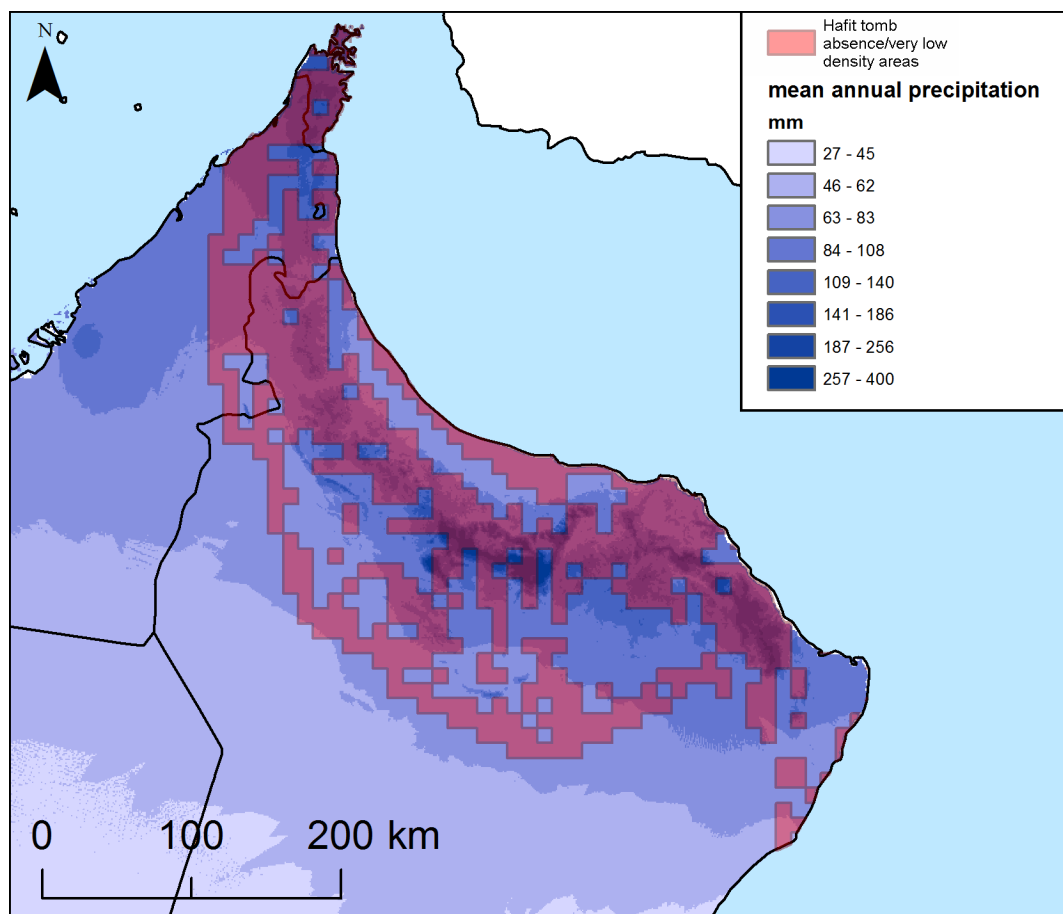 N
Hafit tomb
absence/very low
density areas
mean annual precipitation
mm
27 - 45
46 - 62
63 - 83
84 - 108
109 - 140
141 - 186
187 - 256
257 - 400
0 100 200 km